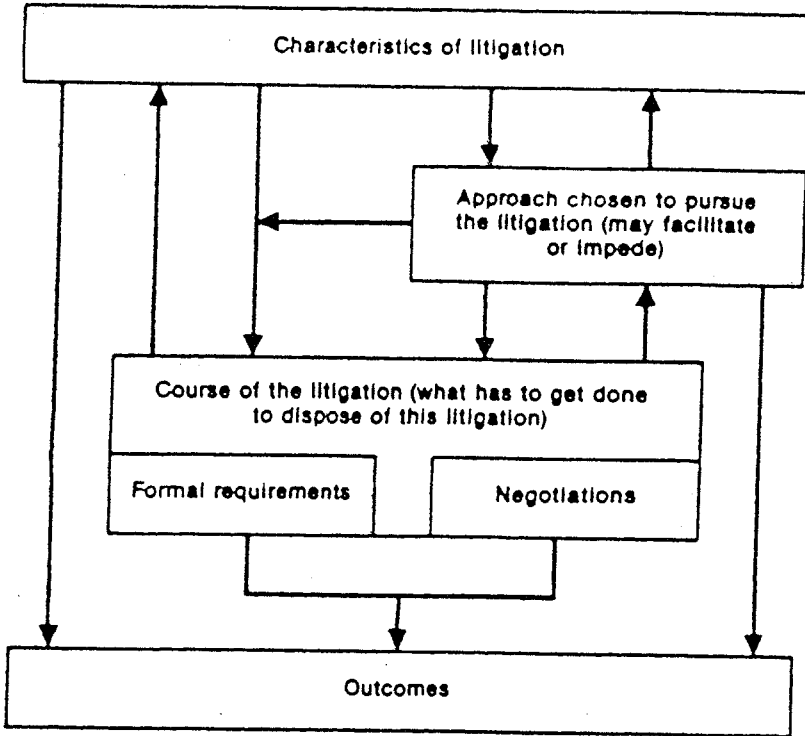 Characteristics of litigation
Approach chosen to pursue
the litigation (may facilitate
or impede)
Course of the litigation (what has to get done
to dispose of this litigation)
Formal requirements
Negotiations
Outcomes